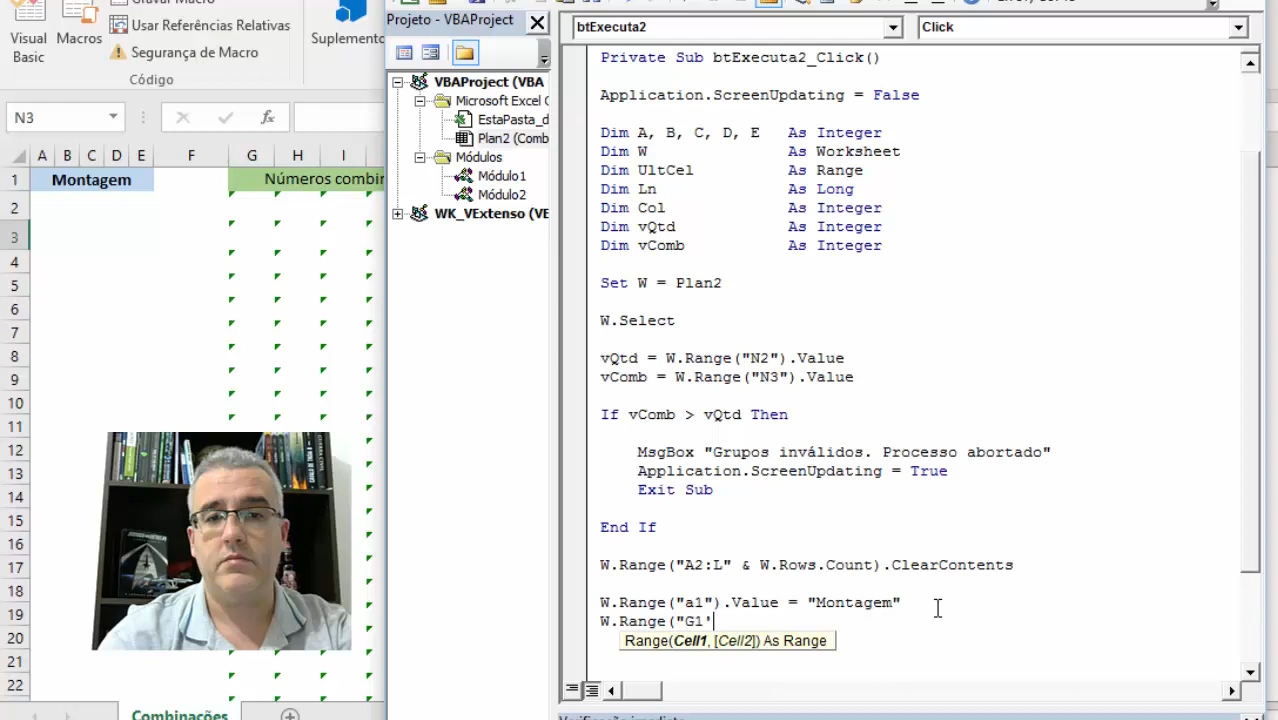 Visual Basic
Macros
Gravar Macro
Usar Referências Relativas
Segurança de Macro
Código
Suplemento
N3
A B C D E F G H I
1 Montagem Números combin
2
3
4
5
6
7
8
9
10
11
12
13
14
15
16
17
18
19
20
21
22
Combinações
Projeto - VBAProject
VBAProject (VBA
Microsoft Excel O
EstaPasta_d
Plan2 (Comb
Módulos
Módulo1
Módulo2
WK_VExtenso (VE
btExecuta2
Click
Private Sub btExecuta2_Click()
Application.ScreenUpdating = False
Dim A, B, C, D, E As Integer
Dim W As Worksheet
Dim UltCel As Range
Dim Ln As Long
Dim Col As Integer
Dim vQtd As Integer
Dim vComb As Integer
Set W = Plan2
W.Select
vQtd = W.Range("N2").Value
vComb = W.Range("N3").Value
If vComb > vQtd Then
MsgBox "Grupos inválidos. Processo abortado"
Application.ScreenUpdating = True
Exit Sub
End If
W.Range("A2:L" & W.Rows.Count).ClearContents
W.Range("a1").Value = "Montagem"
W.Range("G1'
Range(Cell1, [Cell2]) As Range
Verificação imediata